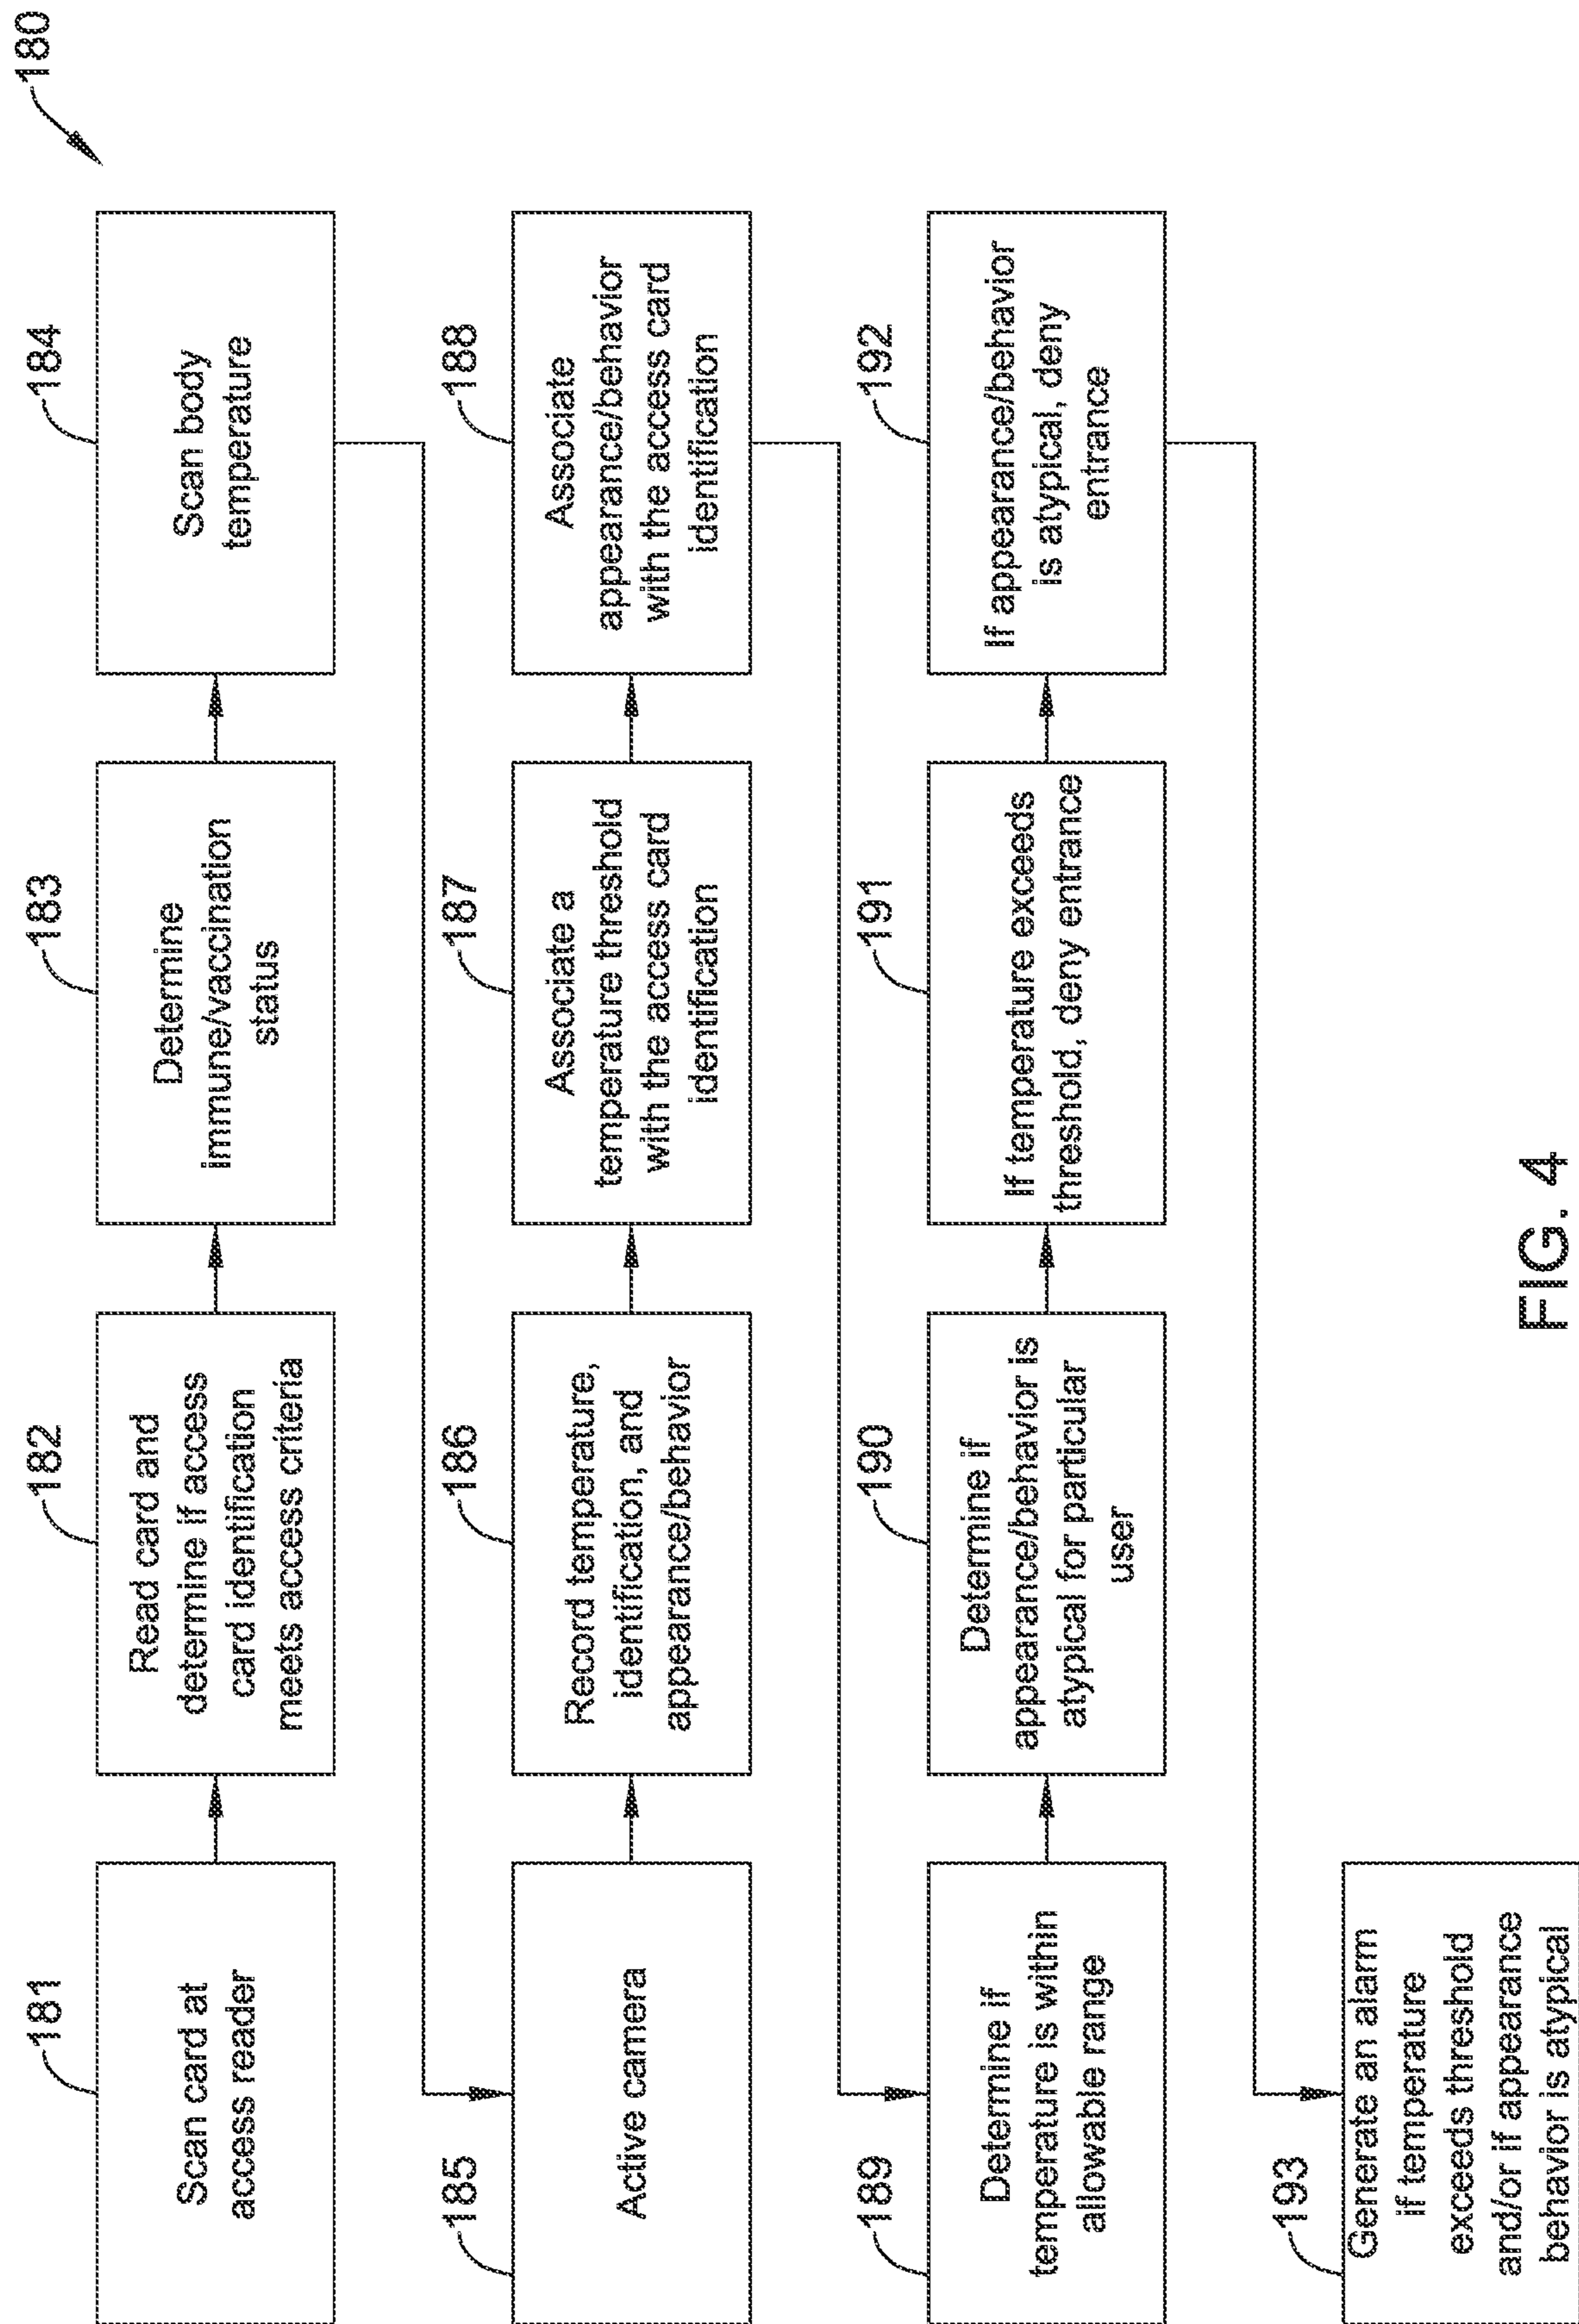 180
181
Scan card at
access reader
182
Read card and
determine if access
card identification
meets access criteria
183
Determine
immune/vaccination
status
184
Scan body
temperature
185
Active camera
186
Record temperature,
identification, and
appearance/behavior
187
Associate a
temperature threshold
with the access card
identification
188
Associate
appearance/behavior
with the access card
identification
189
Determine if
temperature is within
allowable range
190
Determine if
appearance/behavior is
atypical for particular
user
191
If temperature exceeds
threshold, deny entrance
192
If appearance/behavior
is atypical, deny
entrance
193
Generate an alarm
if temperature
exceeds threshold
and/or if appearance
behavior is atypical
FIG. 4